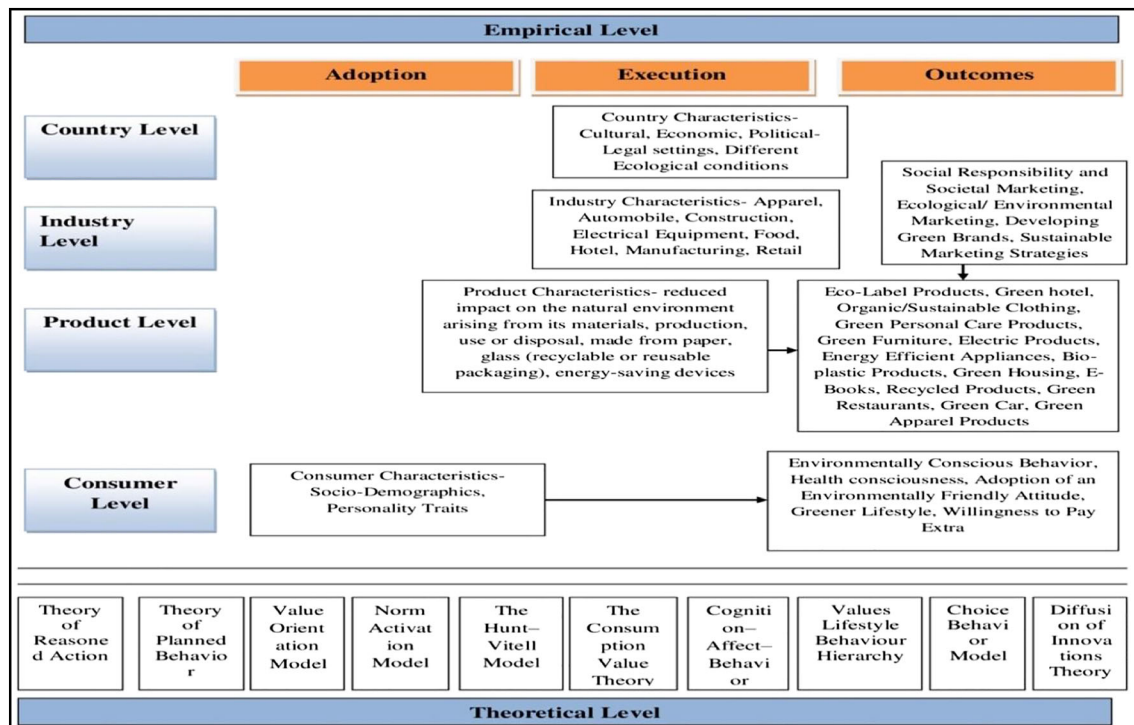 Empirical Level
Adoption
Execution
Outcomes
Country Level
Country Characteristics-
Cultural, Economic, Political-
Legal settings, Different
Ecological conditions
Social Responsibility and
Societal Marketing,
Ecological/ Environmental
Marketing, Developing
Green Brands, Sustainable
Marketing Strategies
Industry
Level
Industry Characteristics- Apparel,
Automobile, Construction,
Electrical Equipment, Food,
Hotel, Manufacturing, Retail
Product Level
Product Characteristics- reduced
impact on the natural environment
arising from its materials, production,
use or disposal, made from paper,
glass (recyclable or reusable
packaging), energy-saving devices
Eco-Label Products, Green hotel,
Organic/Sustainable Clothing,
Green Personal Care Products,
Green Furniture, Electric Products,
Energy Efficient Appliances, Bio-
plastic Products, Green Housing, E-
Books, Recycled Products, Green
Restaurants, Green Car, Green
Apparel Products
Consumer
Level
Consumer Characteristics-
Socio-Demographics,
Personality Traits
Environmentally Conscious Behavior,
Health consciousness, Adoption of an
Environmentally Friendly Attitude,
Greener Lifestyle, Willingness to Pay
Extra
Theory
of
Reasone
d Action
Theory
of
Planned
Behavio
r
Value
Orient
ation
Model
Norm
Activat
ion
Model
The
Hunt–
Vitell
Model
The
Consum
ption
Value
Theory
Cogniti
on–
Affect–
Behavi
or
Values
Lifestyle
Behaviour
Hierarchy
Choice
Behavi
or
Model
Diffusi
on of
Innova
tions
Theory
Theoretical Level